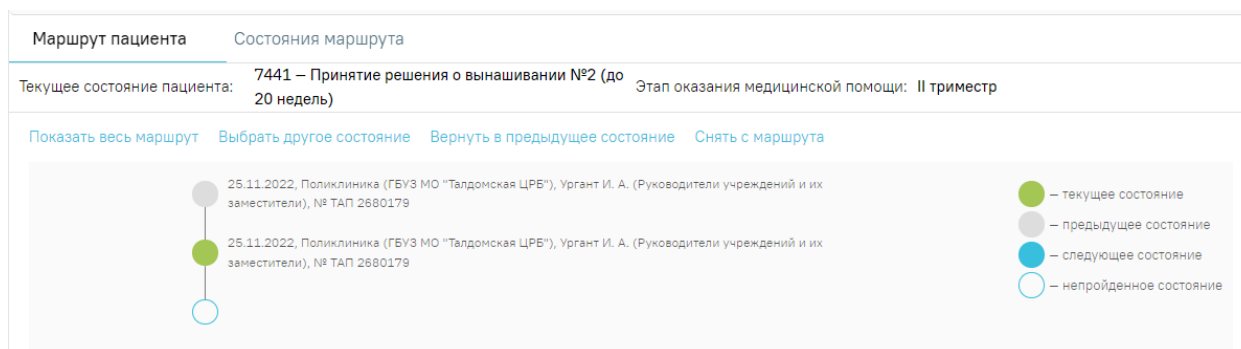 Маршрут пациента Состояния маршрута
Текущее состояние пациента: 7441 – Принятие решения о вынашивании №2 (до
20 недель)
Этап оказания медицинской помощи: II триместр
Показать весь маршрут Выбрать другое состояние Вернуть в предыдущее состояние Снять с маршрута
25.11.2022, Поликлиника (ГБУЗ МО "Талдомская ЦРБ"), Ургант И. А. (Руководители учреждений и их
заместители), № ТАП 2680179
25.11.2022, Поликлиника (ГБУЗ МО "Талдомская ЦРБ"), Ургант И. А. (Руководители учреждений и их
заместители), № ТАП 2680179
– текущее состояние
– предыдущее состояние
– следующее состояние
– непройденное состояние